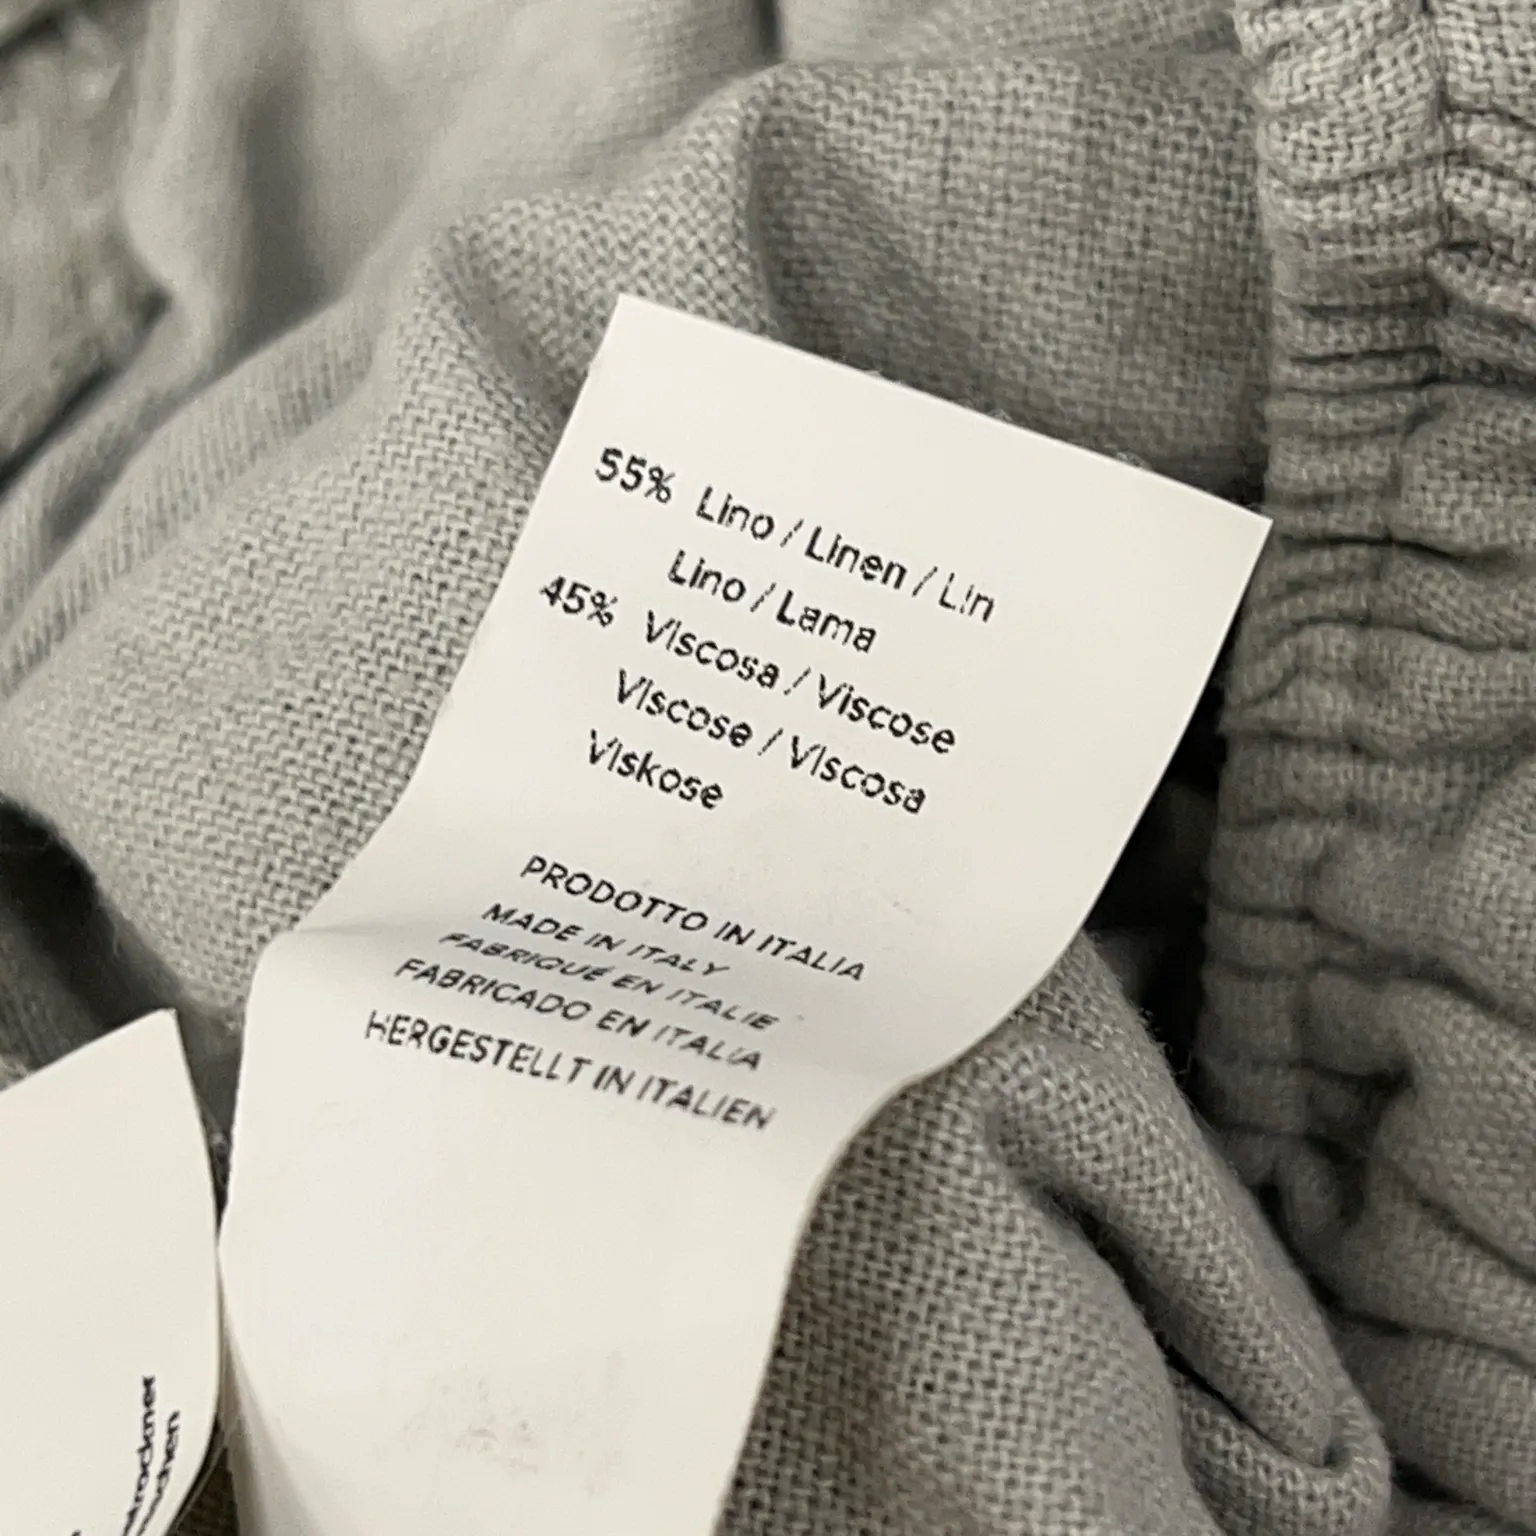 55% Lino / Linen / Lin
Lino / Lama
45% Viscosa / Viscose
Viscose / Viscosa
Viskose
PRODOTTO IN ITALIA
MADE IN ITALY
FABRIQUÉ EN ITALIE
FABRICADO EN ITALIA
HERGESTELLT IN ITALIEN